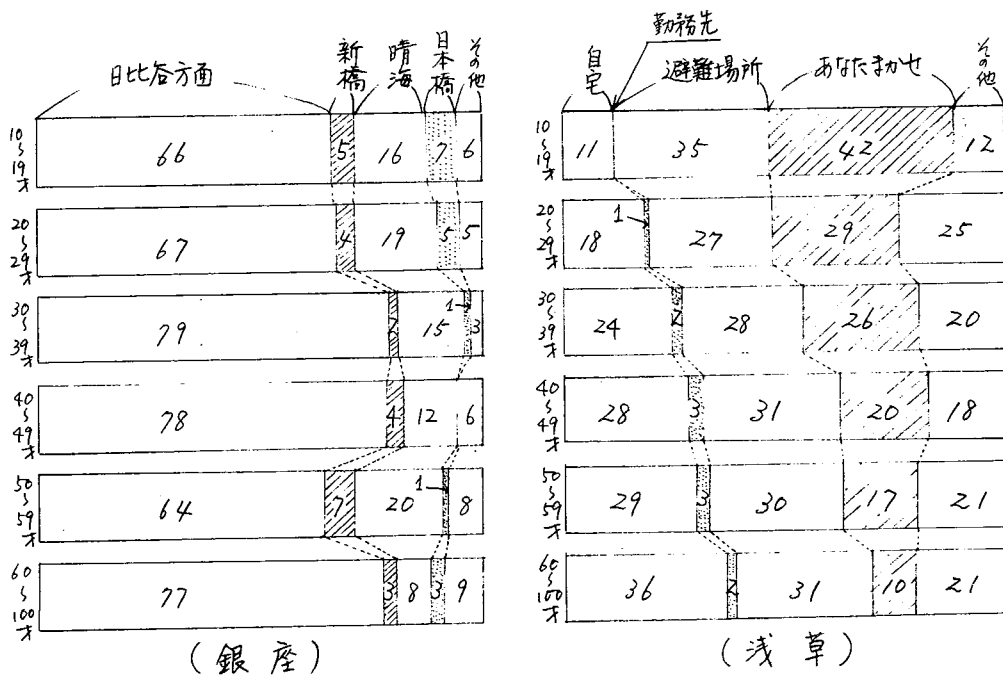 日比谷方面 新橋 晴海 日本橋 その他
10〜19才 66 5 16 7 6
20〜29才 67 4 19 5 5
30〜39才 79 2 15 1 3
40〜49才 78 4 12 6
50〜59才 64 7 20 1 8
60〜100才 77 3 8 3 9
(銀座)
勤務先
自宅 避難場所 あなたまかせ その他
10〜19才 11 35 42 12
20〜29才 18 1 27 29 25
30〜39才 24 2 28 26 20
40〜49才 28 3 31 20 18
50〜59才 29 3 30 17 21
60〜100才 36 2 31 10 21
(浅草)